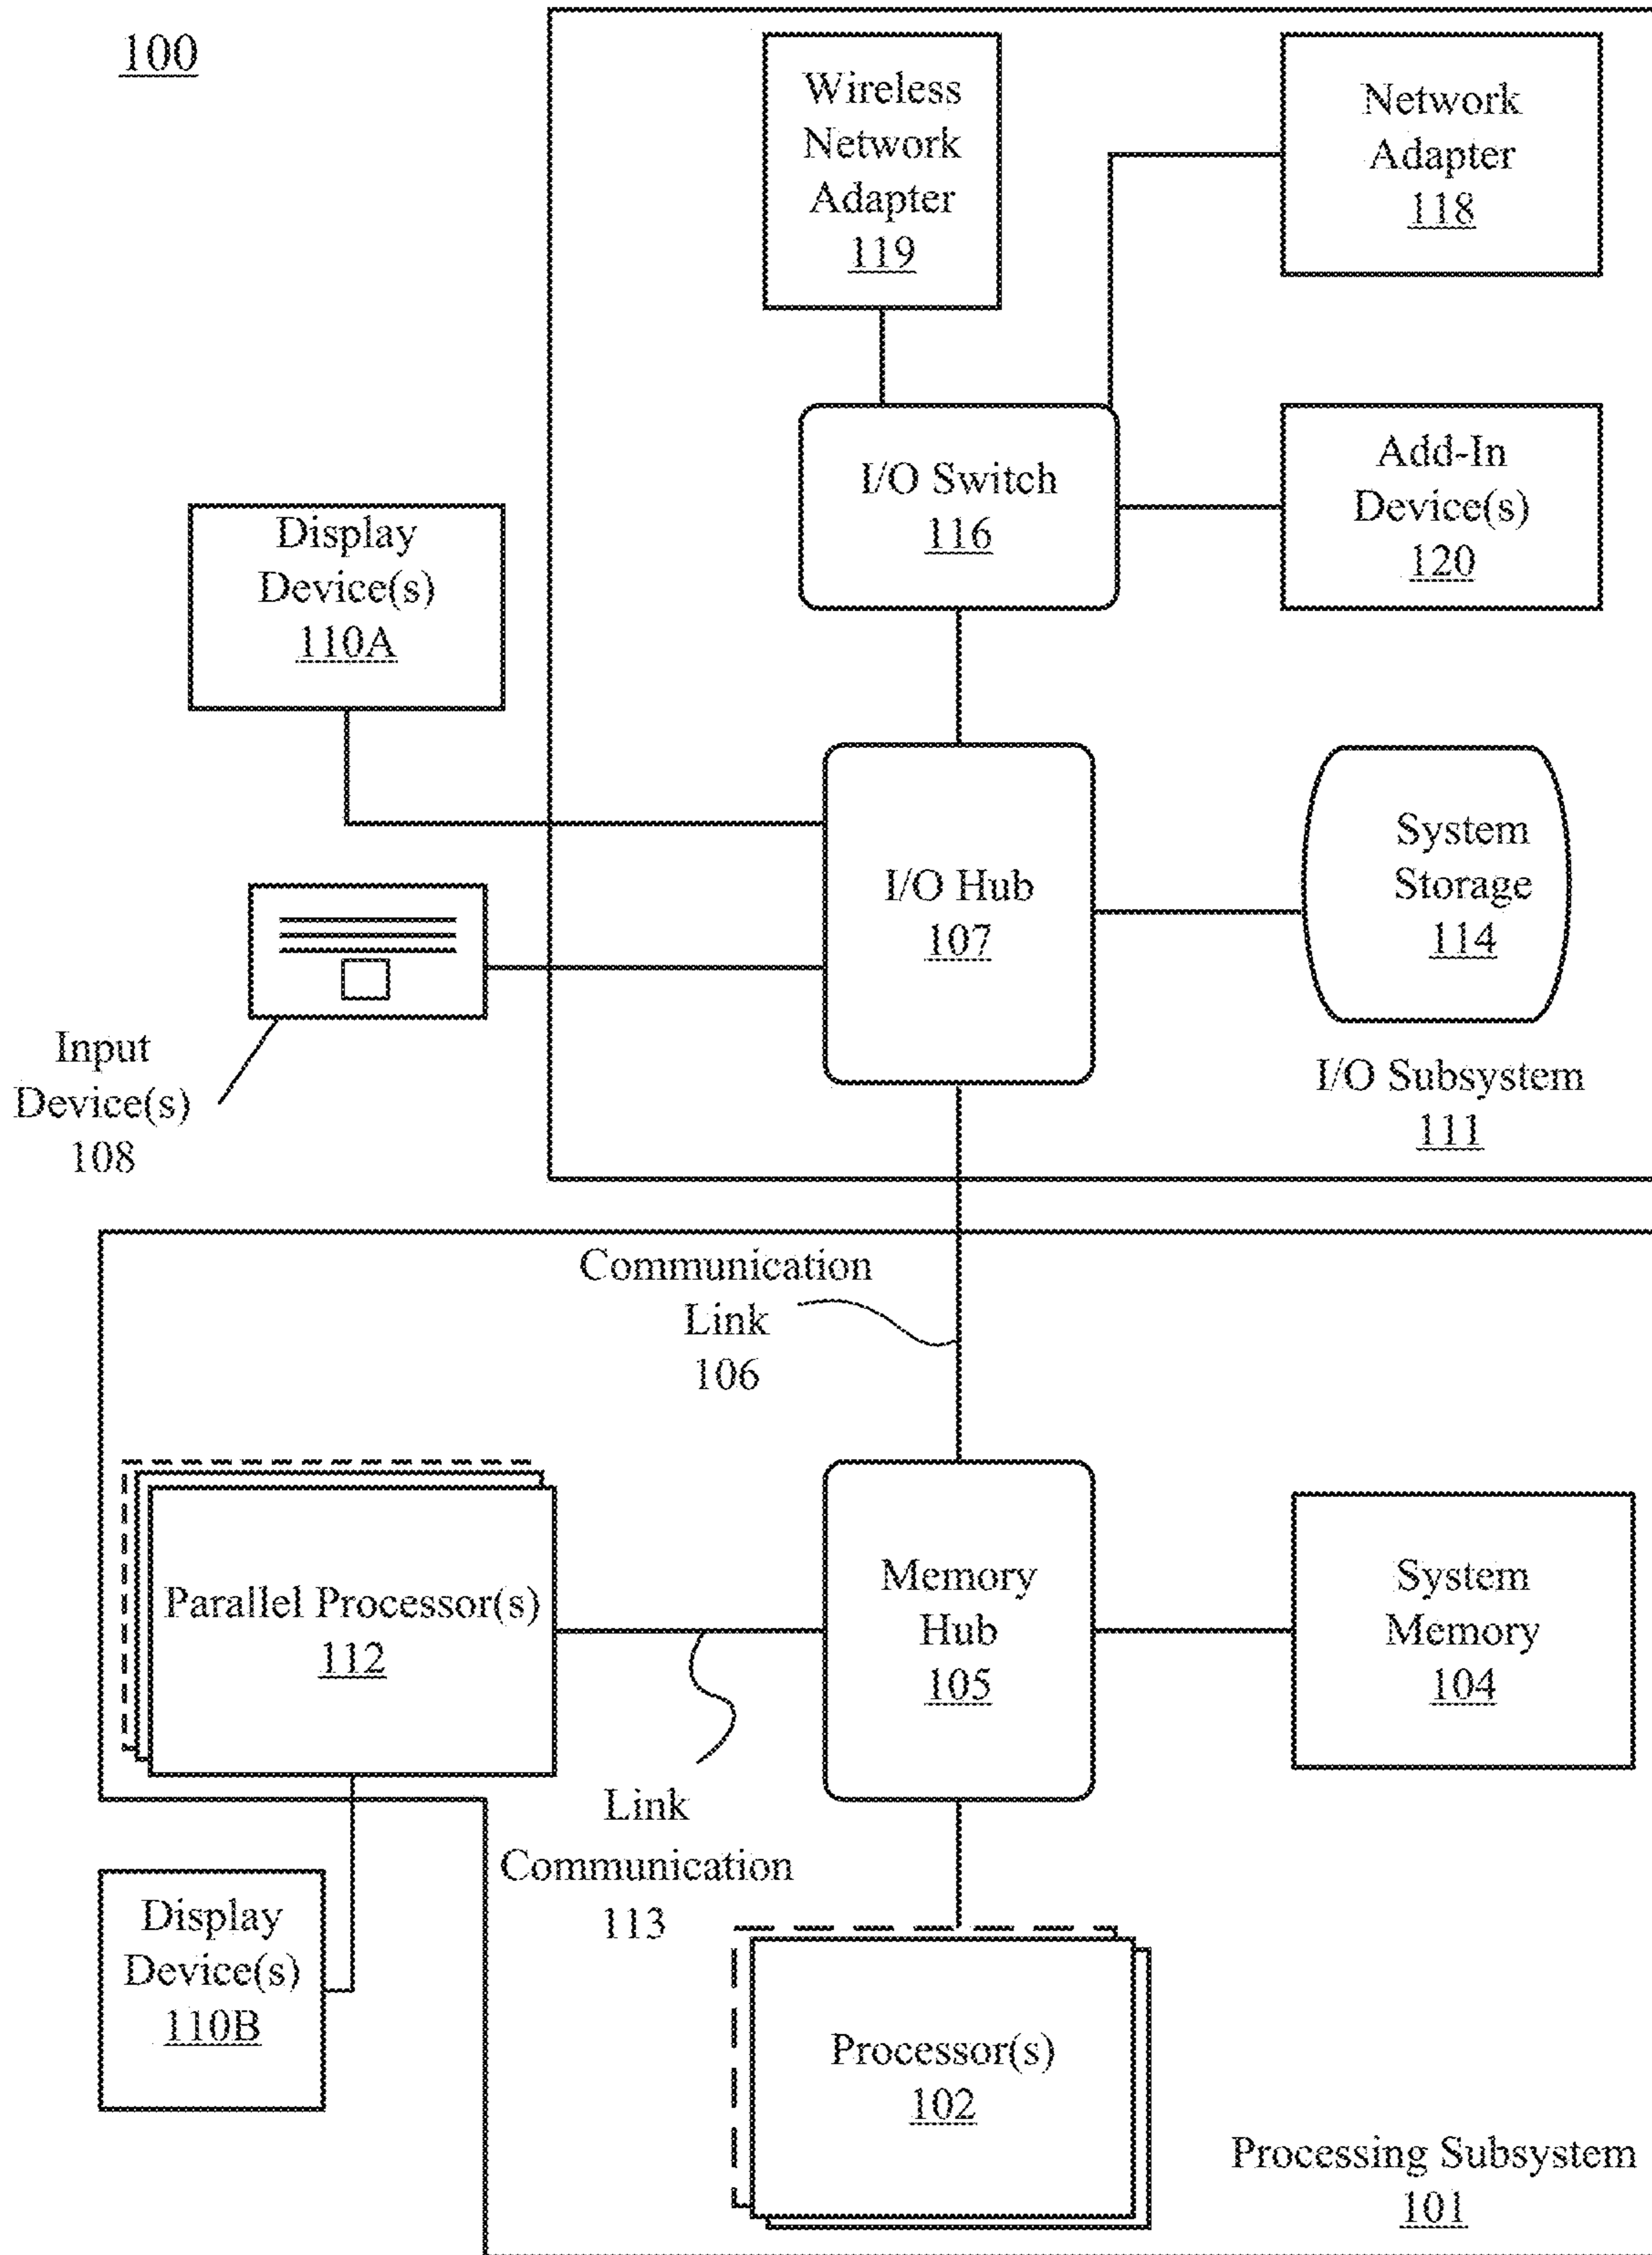 100
Wireless
Network
Adapter
119
Network
Adapter
118
I/O Switch
116
Add-In
Device(s)
120
Display
Device(s)
110A
I/O Hub
107
System
Storage
114
Input
Device(s)
108
I/O Subsystem
111
Communication
Link
106
Parallel Processor(s)
112
Memory
Hub
105
System
Memory
104
Link
Communication
113
Display
Device(s)
110B
Processor(s)
102
Processing Subsystem
101